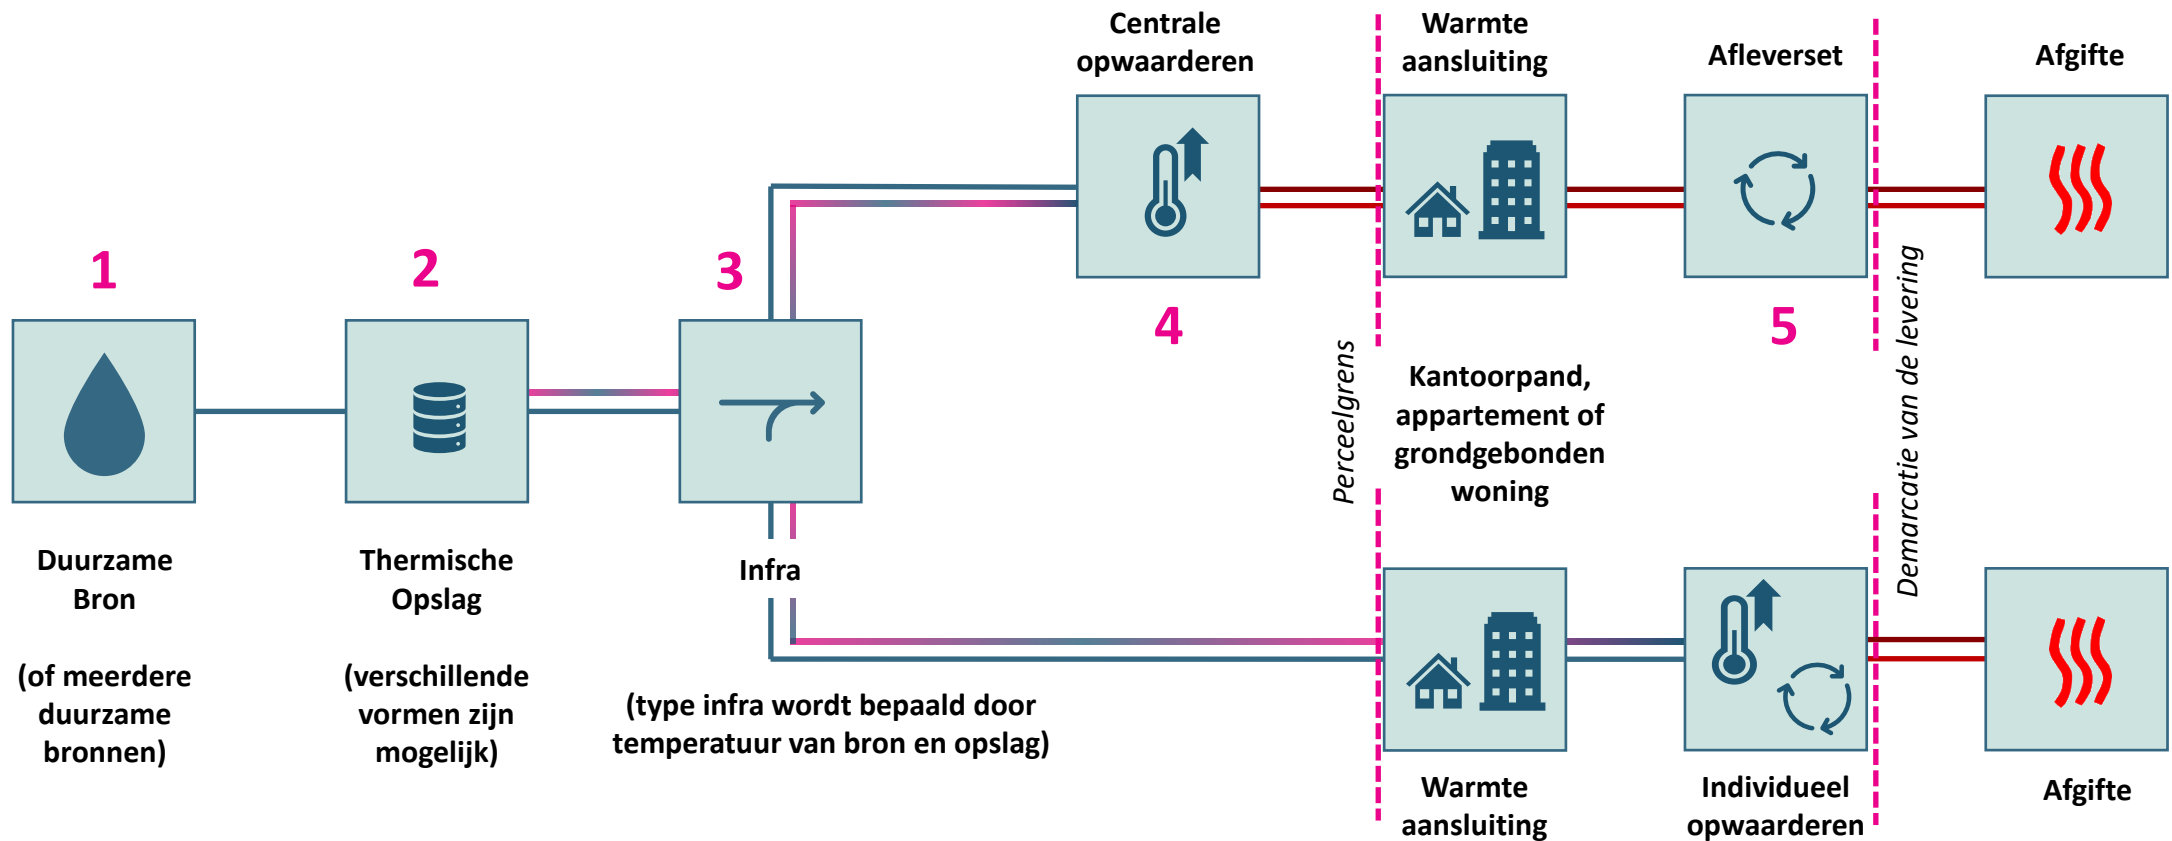 Centrale
opwaarderen
Warmte
aansluiting
Afleverset
Afgifte
1
2
3
4
5
Duurzame
Bron
(of meerdere
duurzame
bronnen)
Thermische
Opslag
(verschillende
vormen zijn
mogelijk)
Infra
(type infra wordt bepaald door
temperatuur van bron en opslag)
Perceelgrens
Kantoorpand,
appartement of
grondgebonden
woning
Demarcatie van de levering
Warmte
aansluiting
Individueel
opwaarderen
Afgifte